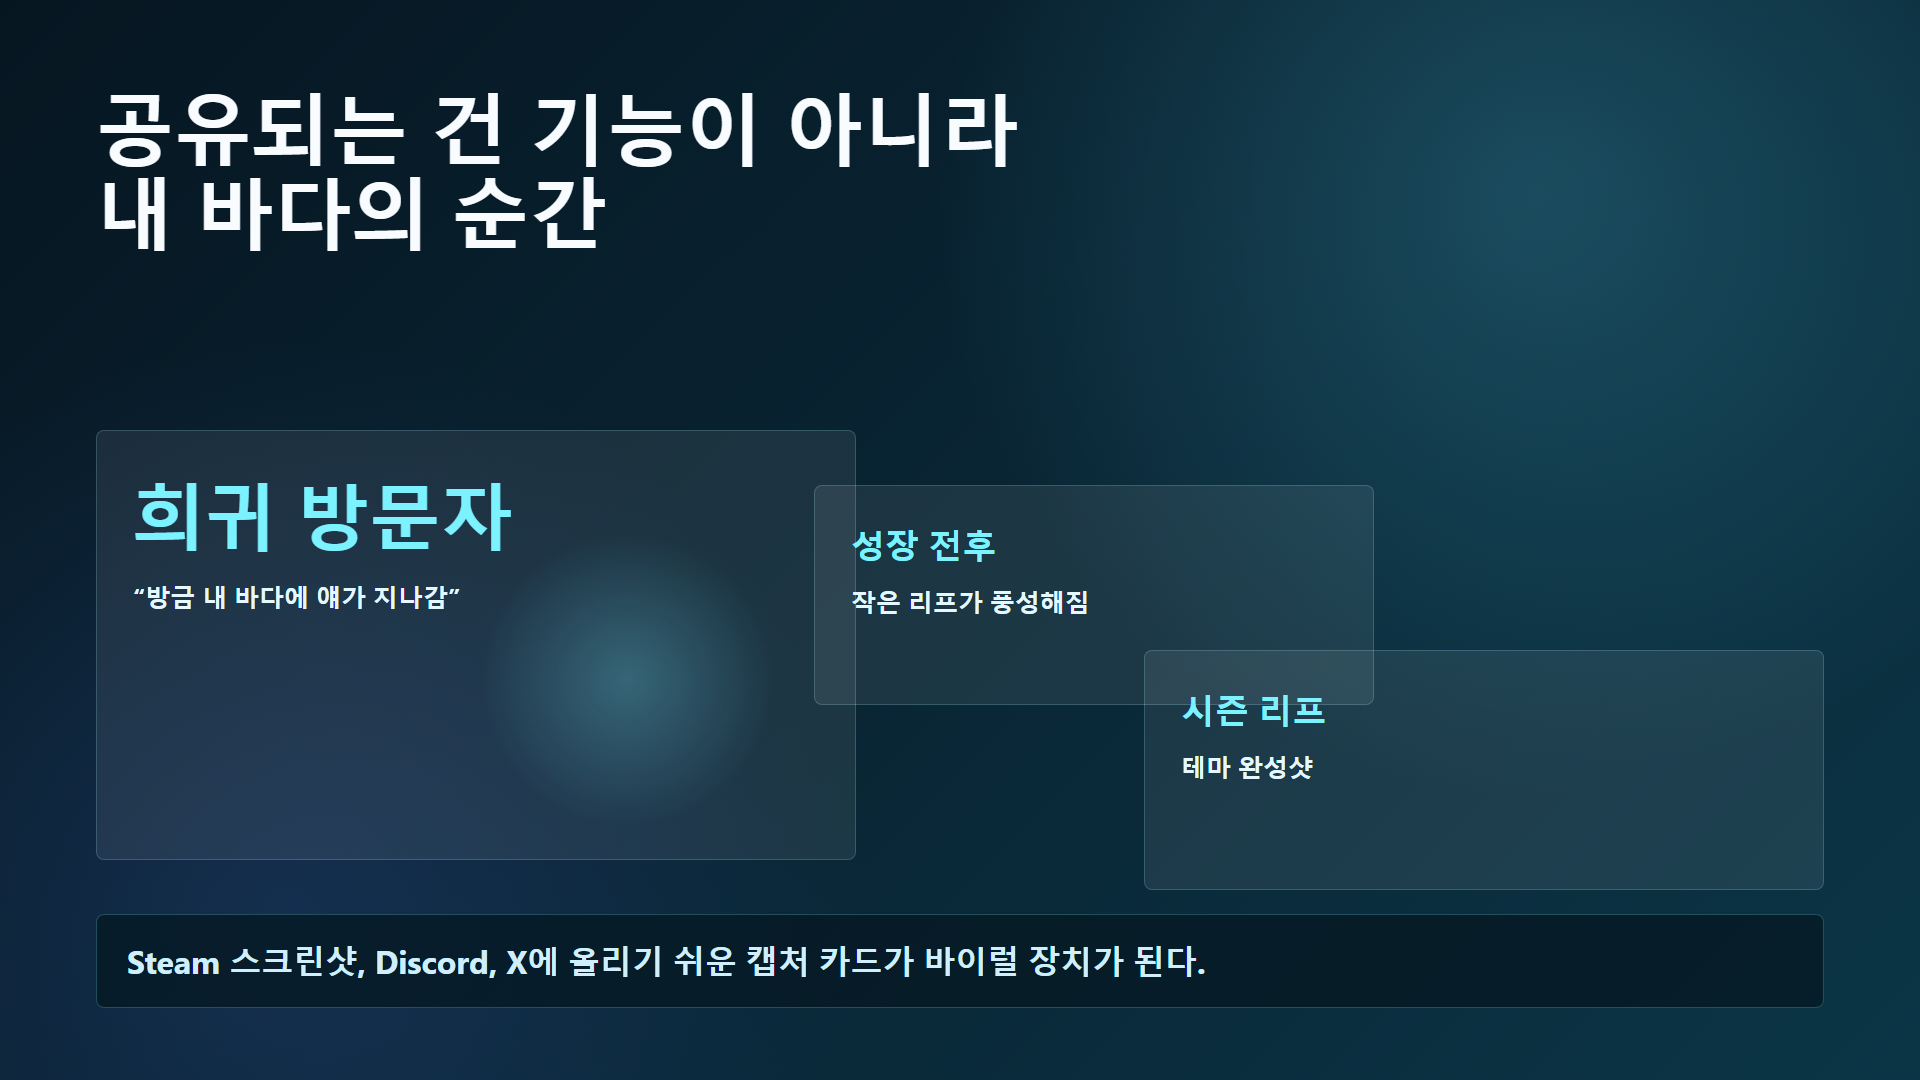 공유되는 건 기능이 아니라
내 바다의 순간
희귀 방문자
“방금 내 바다에 얘가 지나감”
성장 전후
작은 리프가 풍성해짐
시즌 리프
테마 완성샷
Steam 스크린샷, Discord, X에 올리기 쉬운 캡처 카드가 바이럴 장치가 된다.